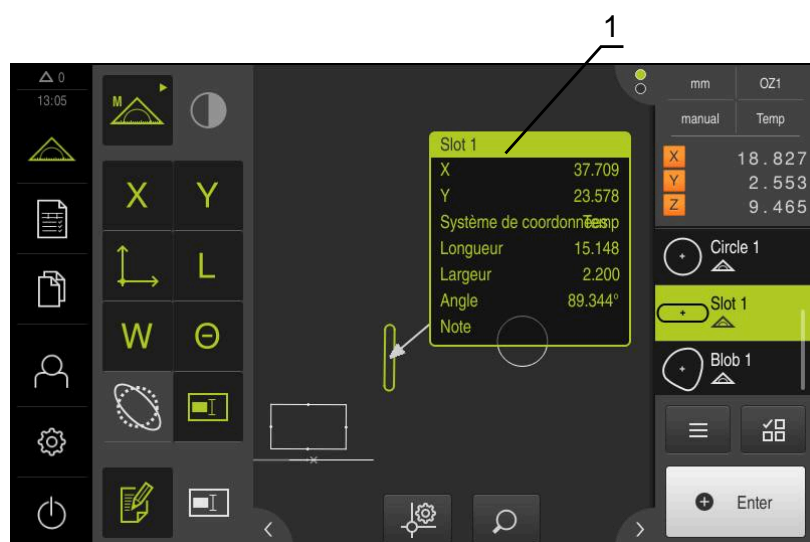 1
0
13:05
M
X Y
L
W Θ
Slot 1
X 37.709
Y 23.578
Système de coordonnées Temp
Longueur 15.148
Largeur 2.200
Angle 89.344°
Note
mm OZ1
manual Temp
X 18.827
Y 2.553
Z 9.465
Circle 1
Slot 1
Blob 1
Enter